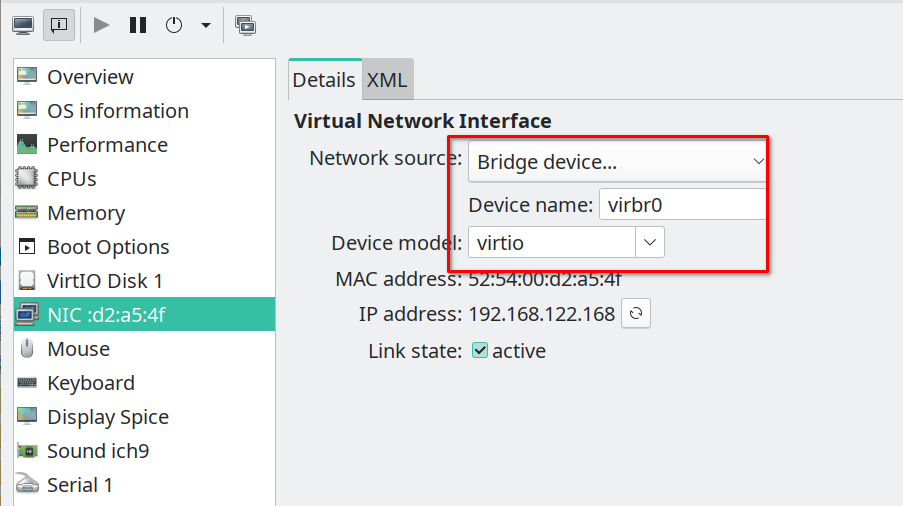 Overview
OS information
Performance
CPUs
Memory
Boot Options
VirtIO Disk 1
NIC :d2:a5:4f
Mouse
Keyboard
Display Spice
Sound ich9
Serial 1
Details XML
Virtual Network Interface
Network source: Bridge device...
Device name: virbr0
Device model: virtio
MAC address: 52:54:00:d2:a5:4f
IP address: 192.168.122.168
Link state: active